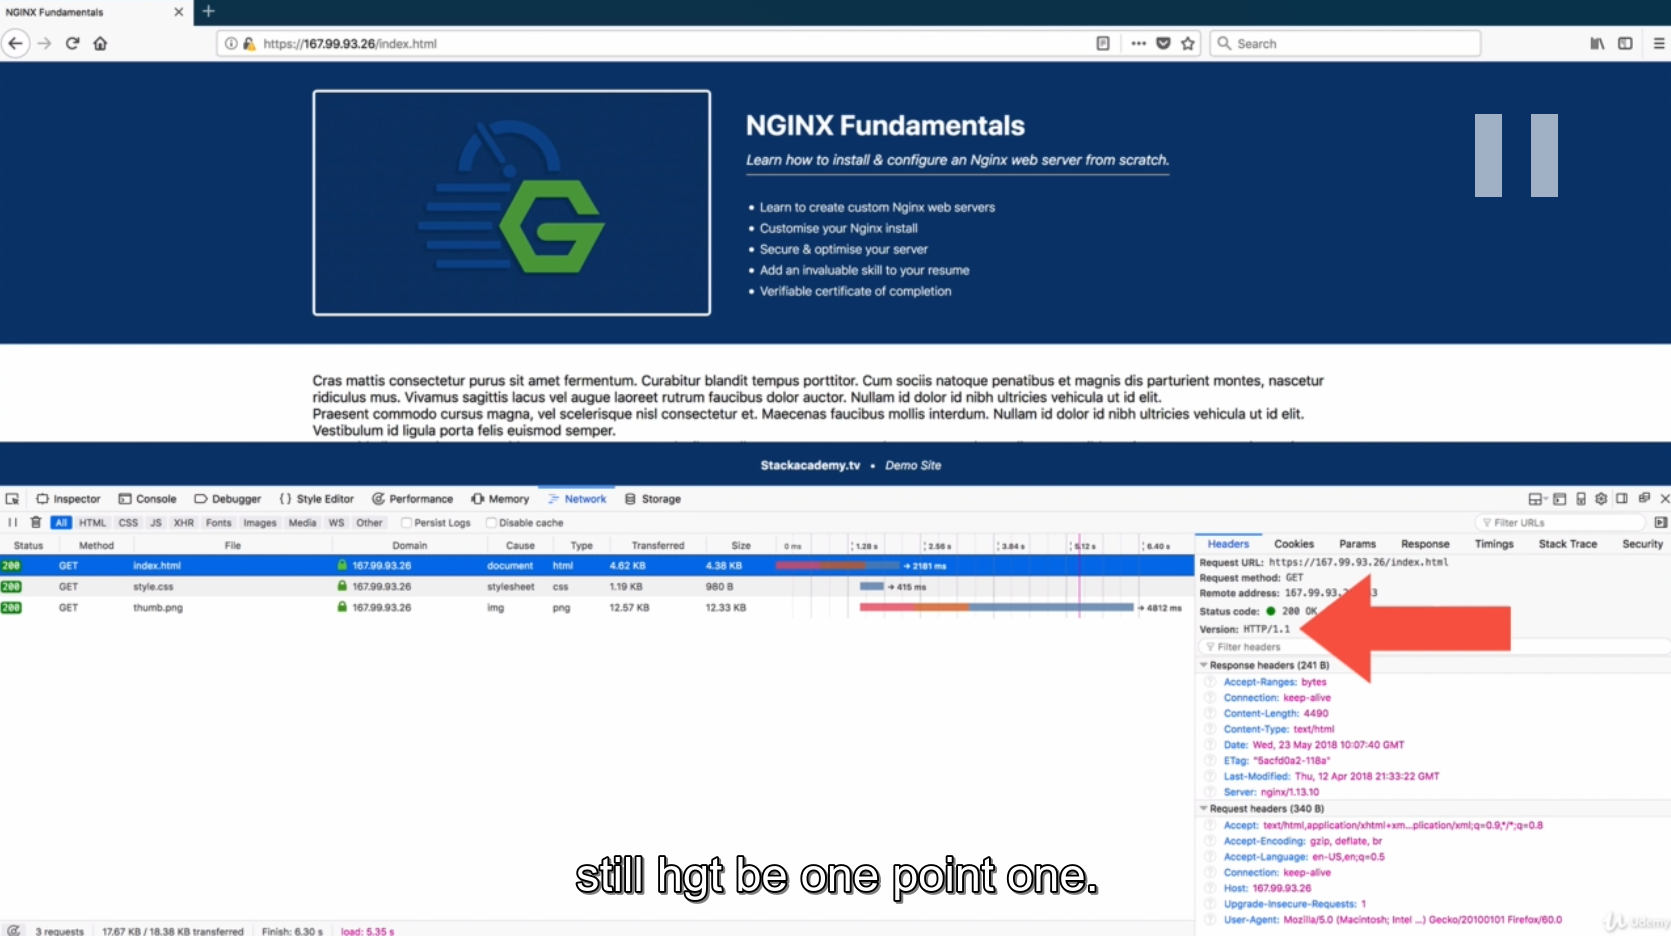 NGINX Fundamentals
https://167.99.93.26/index.html
Search
NGINX Fundamentals
Learn how to install & configure an Nginx web server from scratch.
• Learn to create custom Nginx web servers
• Customise your Nginx install
• Secure & optimise your server
• Add an invaluable skill to your resume
• Verifiable certificate of completion
Cras mattis consectetur purus sit amet fermentum. Curabitur blandit tempus porttitor. Cum sociis natoque penatibus et magnis dis parturient montes, nascetur
ridiculus mus. Vivamus sagittis lacus vel augue laoreet rutrum faucibus dolor auctor. Nullam id dolor id nibh ultricies vehicula ut id elit.
Praesent commodo cursus magna, vel scelerisque nisl consectetur et. Maecenas faucibus mollis interdum. Nullam id dolor id nibh ultricies vehicula ut id elit.
Vestibulum id ligula porta felis euismod semper.
Stackacademy.tv • Demo Site
Inspector Console Debugger {} Style Editor Performance Memory Network Storage
All HTML CSS JS XHR Fonts Images Media WS Other Persist Logs Disable cache Filter URLs
Status Method File Domain Cause Type Transferred Size 0 ms 1.28 s 2.56 s 3.84 s 5.12 s 6.40 s
200 GET index.html 167.99.93.26 document html 4.62 KB 4.38 KB → 2181 ms
200 GET style.css 167.99.93.26 stylesheet css 1.19 KB 980 B → 415 ms
200 GET thumb.png 167.99.93.26 img png 12.57 KB 12.33 KB → 4812 ms
Headers Cookies Params Response Timings Stack Trace Security
Request URL: https://167.99.93.26/index.html
Request method: GET
Remote address: 167.99.93.
Status code: 200 OK
Version: HTTP/1.1
Filter headers
Response headers (241 B)
Accept-Ranges: bytes
Connection: keep-alive
Content-Length: 4490
Content-Type: text/html
Date: Wed, 23 May 2018 10:07:40 GMT
ETag: "5acfd0a2-118a"
Last-Modified: Thu, 12 Apr 2018 21:33:22 GMT
Server: nginx/1.13.10
Request headers (340 B)
Accept: text/html,application/xhtml+xm...plication/xml;q=0.9,*/*;q=0.8
Accept-Encoding: gzip, deflate, br
Accept-Language: en-US,en;q=0.5
Connection: keep-alive
Host: 167.99.93.26
Upgrade-Insecure-Requests: 1
User-Agent: Mozilla/5.0 (Macintosh; Intel ...) Gecko/20100101 Firefox/60.0
still hgt be one point one.
3 requests 17.67 KB / 18.38 KB transferred Finish: 6.30 s load: 5.35 s
Udemy